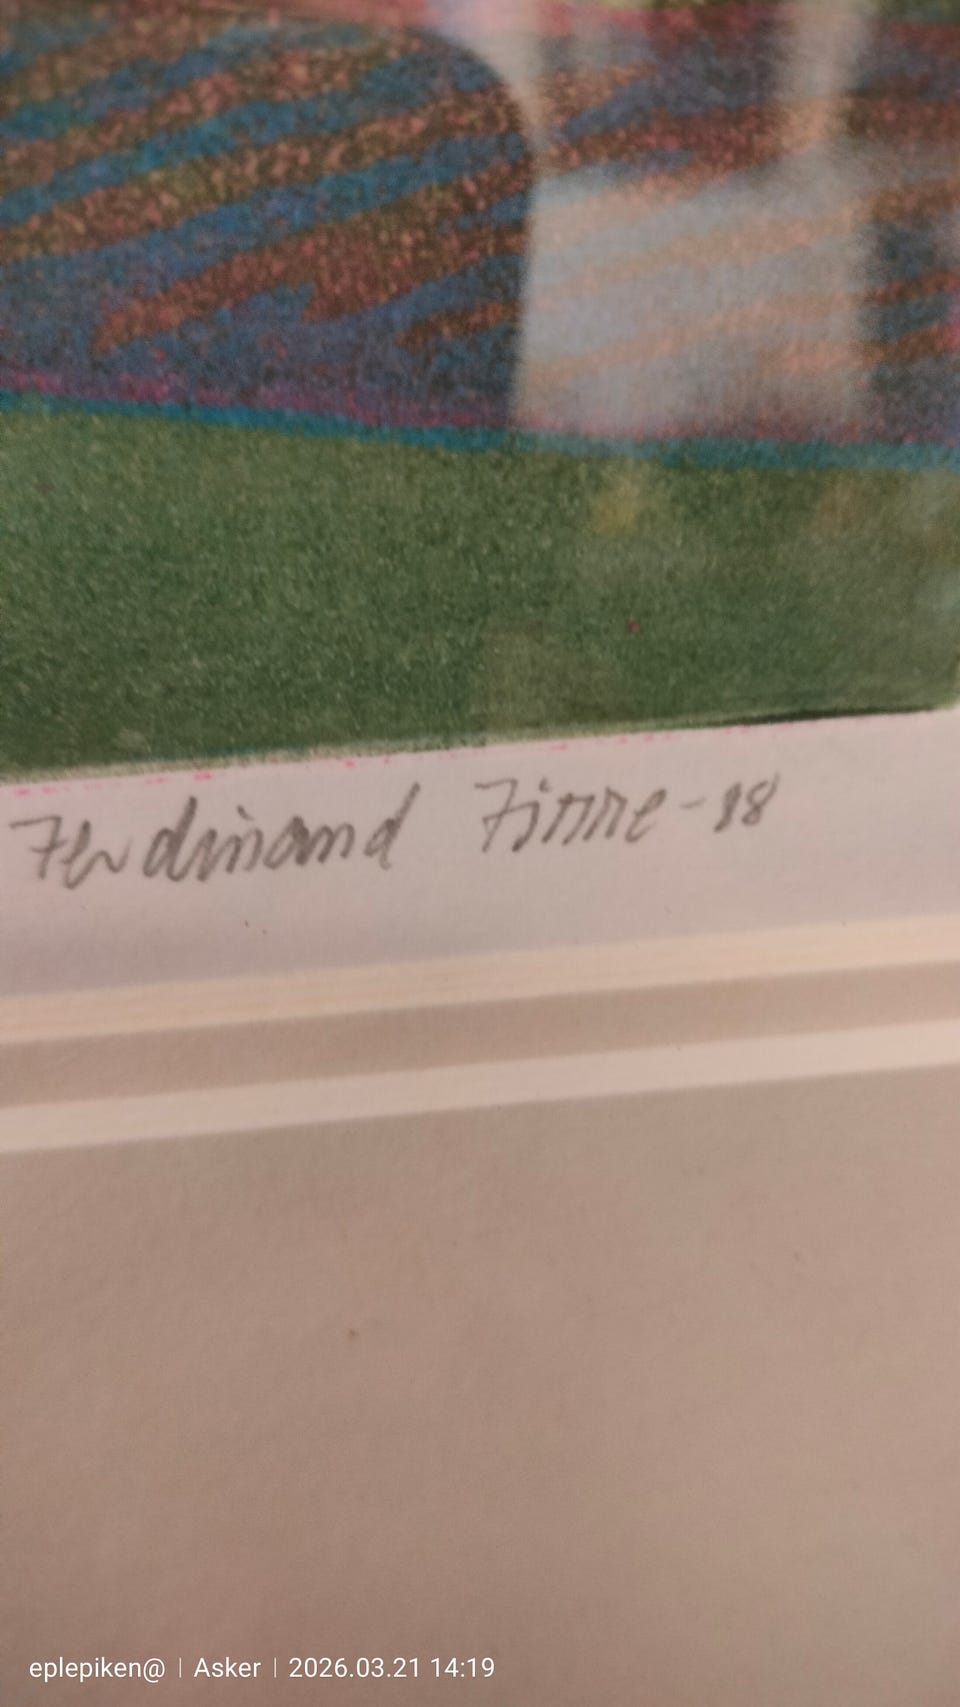 Ferdinand Finne-88
eplepiken@ | Asker | 2026.03.21 14:19